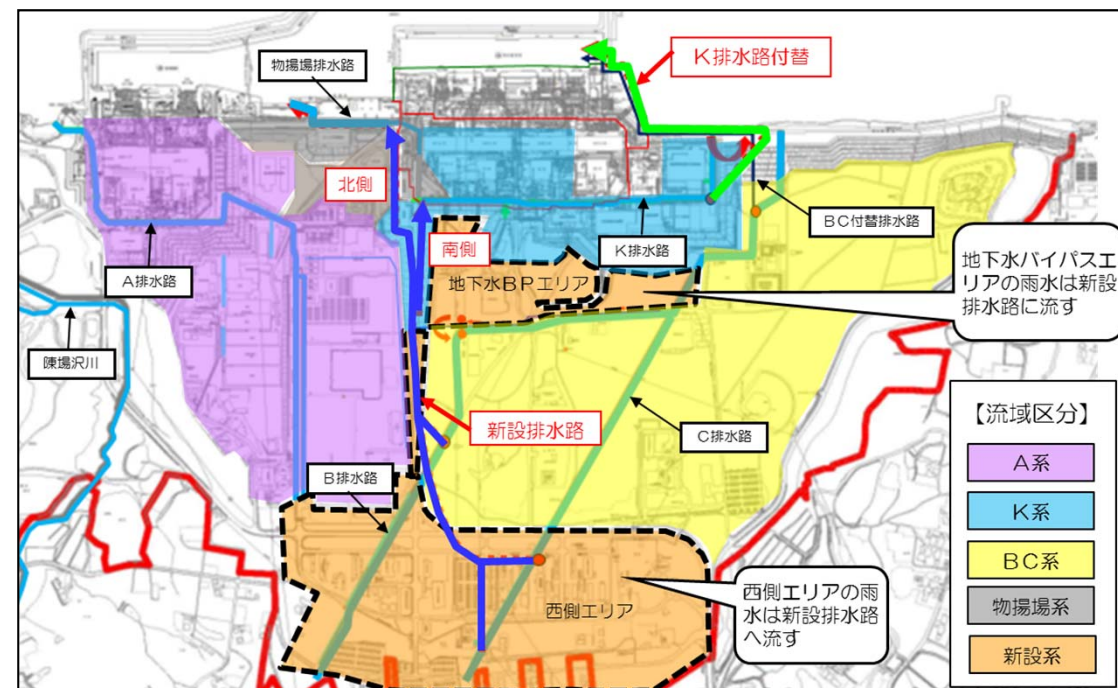 物揚場排水路
K排水路付替
北側
南側
A排水路
K排水路
BC付替排水路
地下水BPエリア
地下水バイパスエ
リアの雨水は新設
排水路に流す
陳場沢川
新設排水路
C排水路
B排水路
西側エリア
西側エリアの雨
水は新設排水路
へ流す
【流域区分】
A系
K系
BC系
物揚場系
新設系